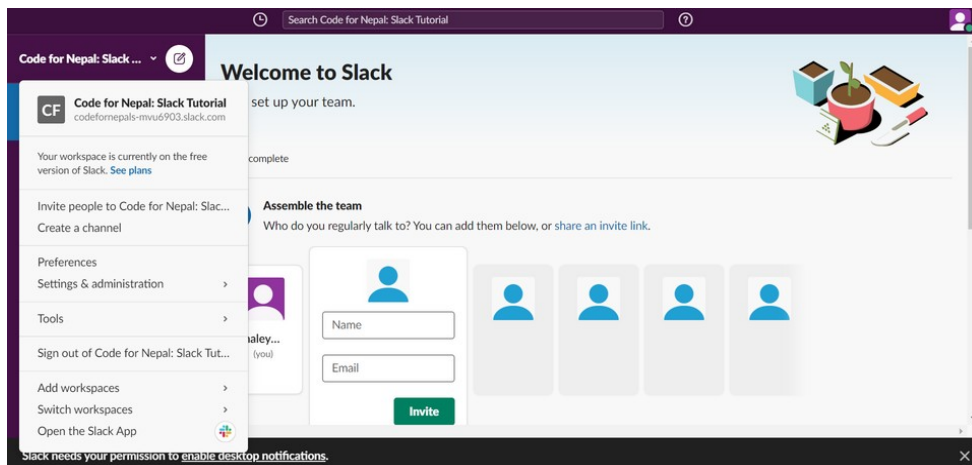 Search Code for Nepal: Slack Tutorial
Code for Nepal: Slack ...
Welcome to Slack
set up your team.
CF
Code for Nepal: Slack Tutorial
codefornepals-mvu6903.slack.com
Your workspace is currently on the free
version of Slack. See plans
complete
Invite people to Code for Nepal: Slac...
Create a channel
Preferences
Settings & administration
Tools
Sign out of Code for Nepal: Slack Tut...
Add workspaces
Switch workspaces
Open the Slack App
Assemble the team
Who do you regularly talk to? You can add them below, or share an invite link.
aley...
(you)
Name
Email
Invite
Slack needs your permission to enable desktop notifications.